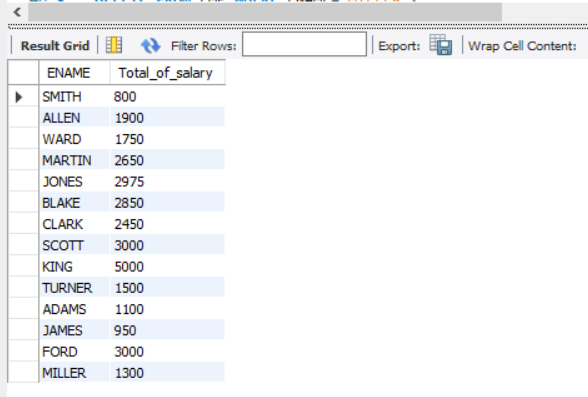 Result Grid Filter Rows: Export: Wrap Cell Content:
ENAME Total_of_salary
SMITH 800
ALLEN 1900
WARD 1750
MARTIN 2650
JONES 2975
BLAKE 2850
CLARK 2450
SCOTT 3000
KING 5000
TURNER 1500
ADAMS 1100
JAMES 950
FORD 3000
MILLER 1300